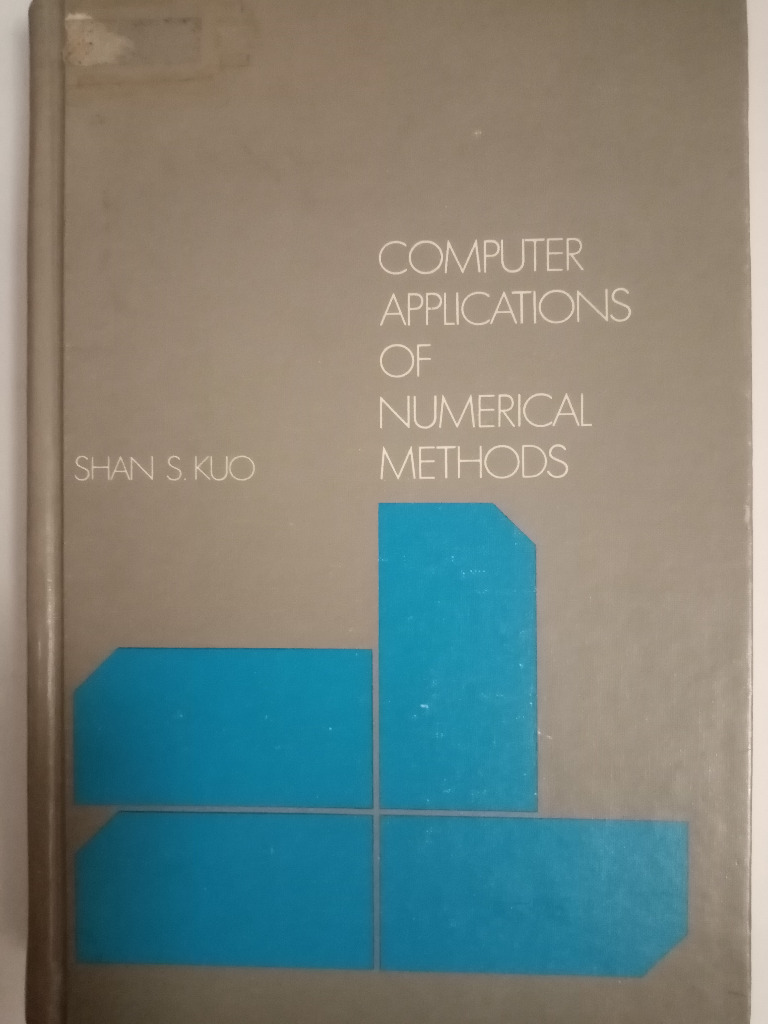 COMPUTER
APPLICATIONS
OF
NUMERICAL
METHODS
SHAN S. KUO